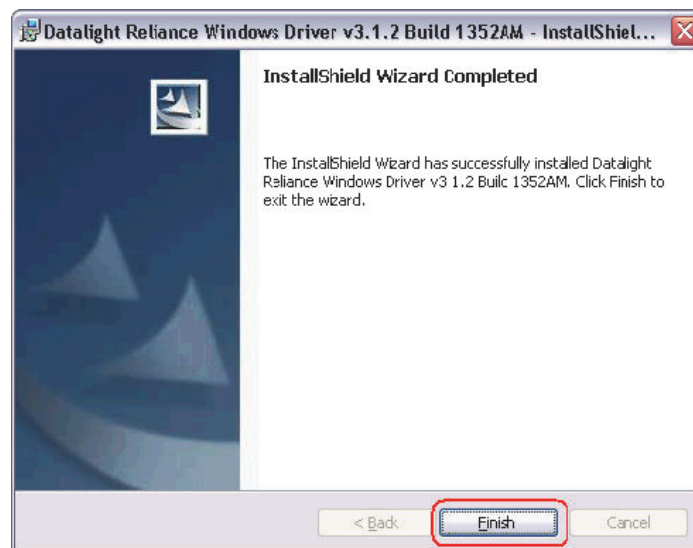 Datalight Reliance Windows Driver v3.1.2 Build 1352AM - InstallShiel...
InstallShield Wizard Completed
The InstallShield Wizard has successfully installed Datalight
Reliance Windows Driver v3 1.2 Build 1352AM. Click Finish to
exit the wizard.
< Back
Finish
Cancel